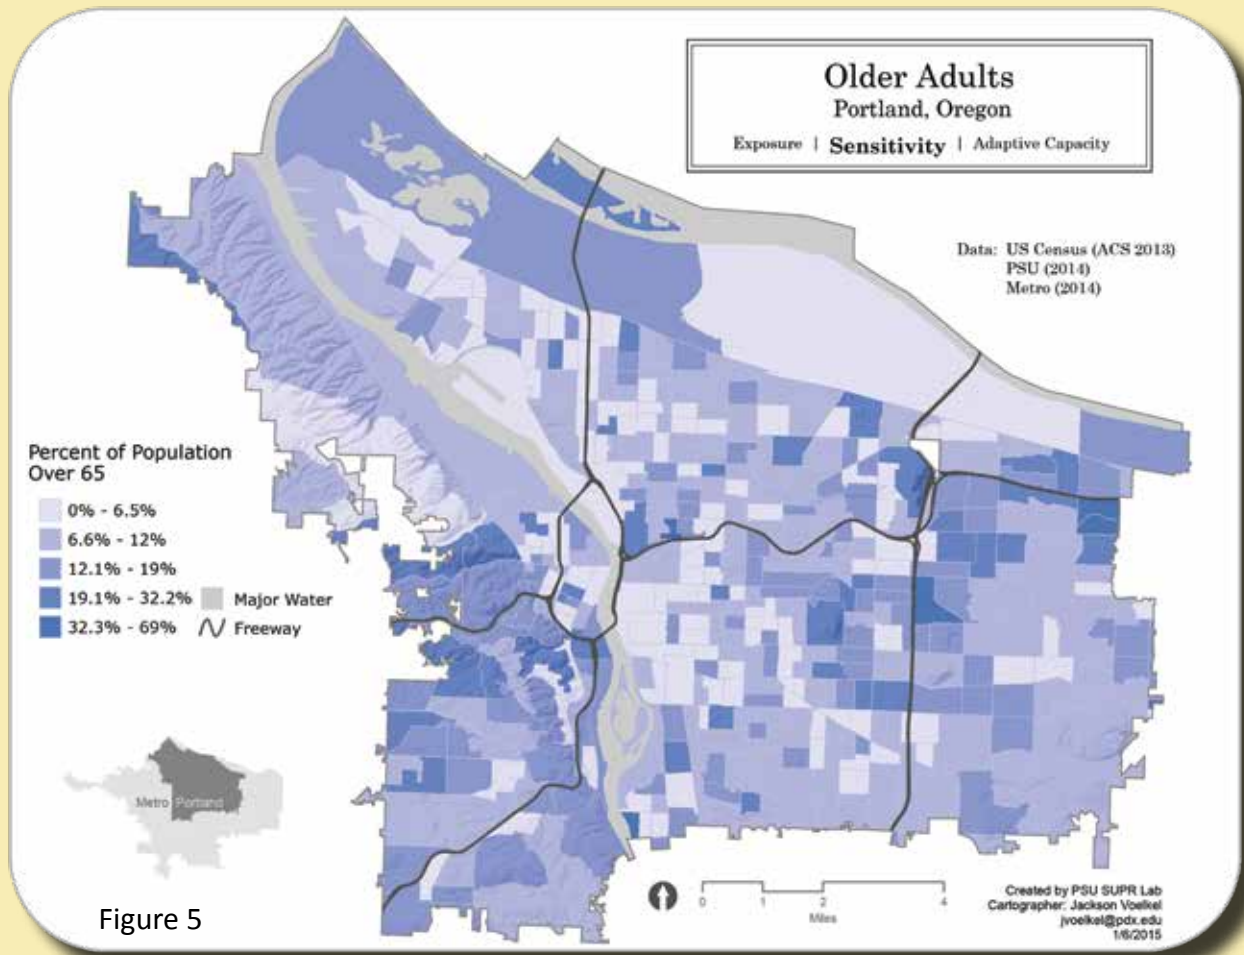 Older Adults
Portland, Oregon
Exposure | Sensitivity | Adaptive Capacity
Data: US Census (ACS 2013)
PSU (2014)
Metro (2014)
Percent of Population
Over 65
0% - 6.5%
6.6% - 12%
12.1% - 19%
19.1% - 32.2%
32.3% - 69%
Major Water
Freeway
Metro Portland
Figure 5
0 1 2 4
Miles
Created by PSU SUPR Lab
Cartographer: Jackson Voelkel
jvoelkel@pdx.edu
1/6/2015